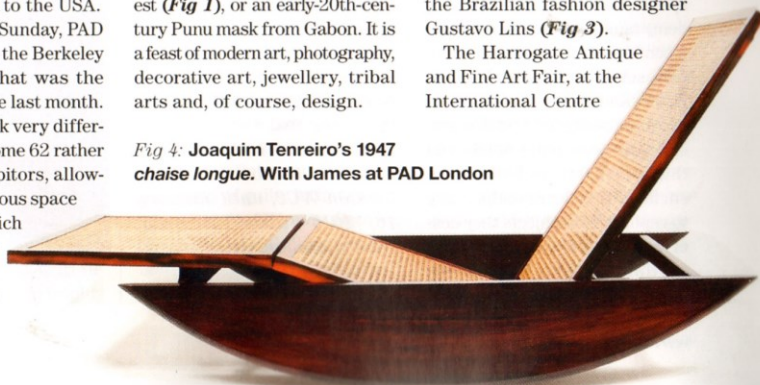 to the USA.
Sunday, PAD
the Berkeley
hat was the
e last month.
k very differ-
me 62 rather
bitors, allow-
ous space
ich
est (Fig 1), or an early-20th-cen-
tury Punu mask from Gabon. It is
a feast of modern art, photography,
decorative art, jewellery, tribal
arts and, of course, design.
Fig 4: Joaquim Tenreiro's 1947
chaise longue. With James at PAD London
the Brazilian fashion designer
Gustavo Lins (Fig 3).
The Harrogate Antique
and Fine Art Fair, at the
International Centre